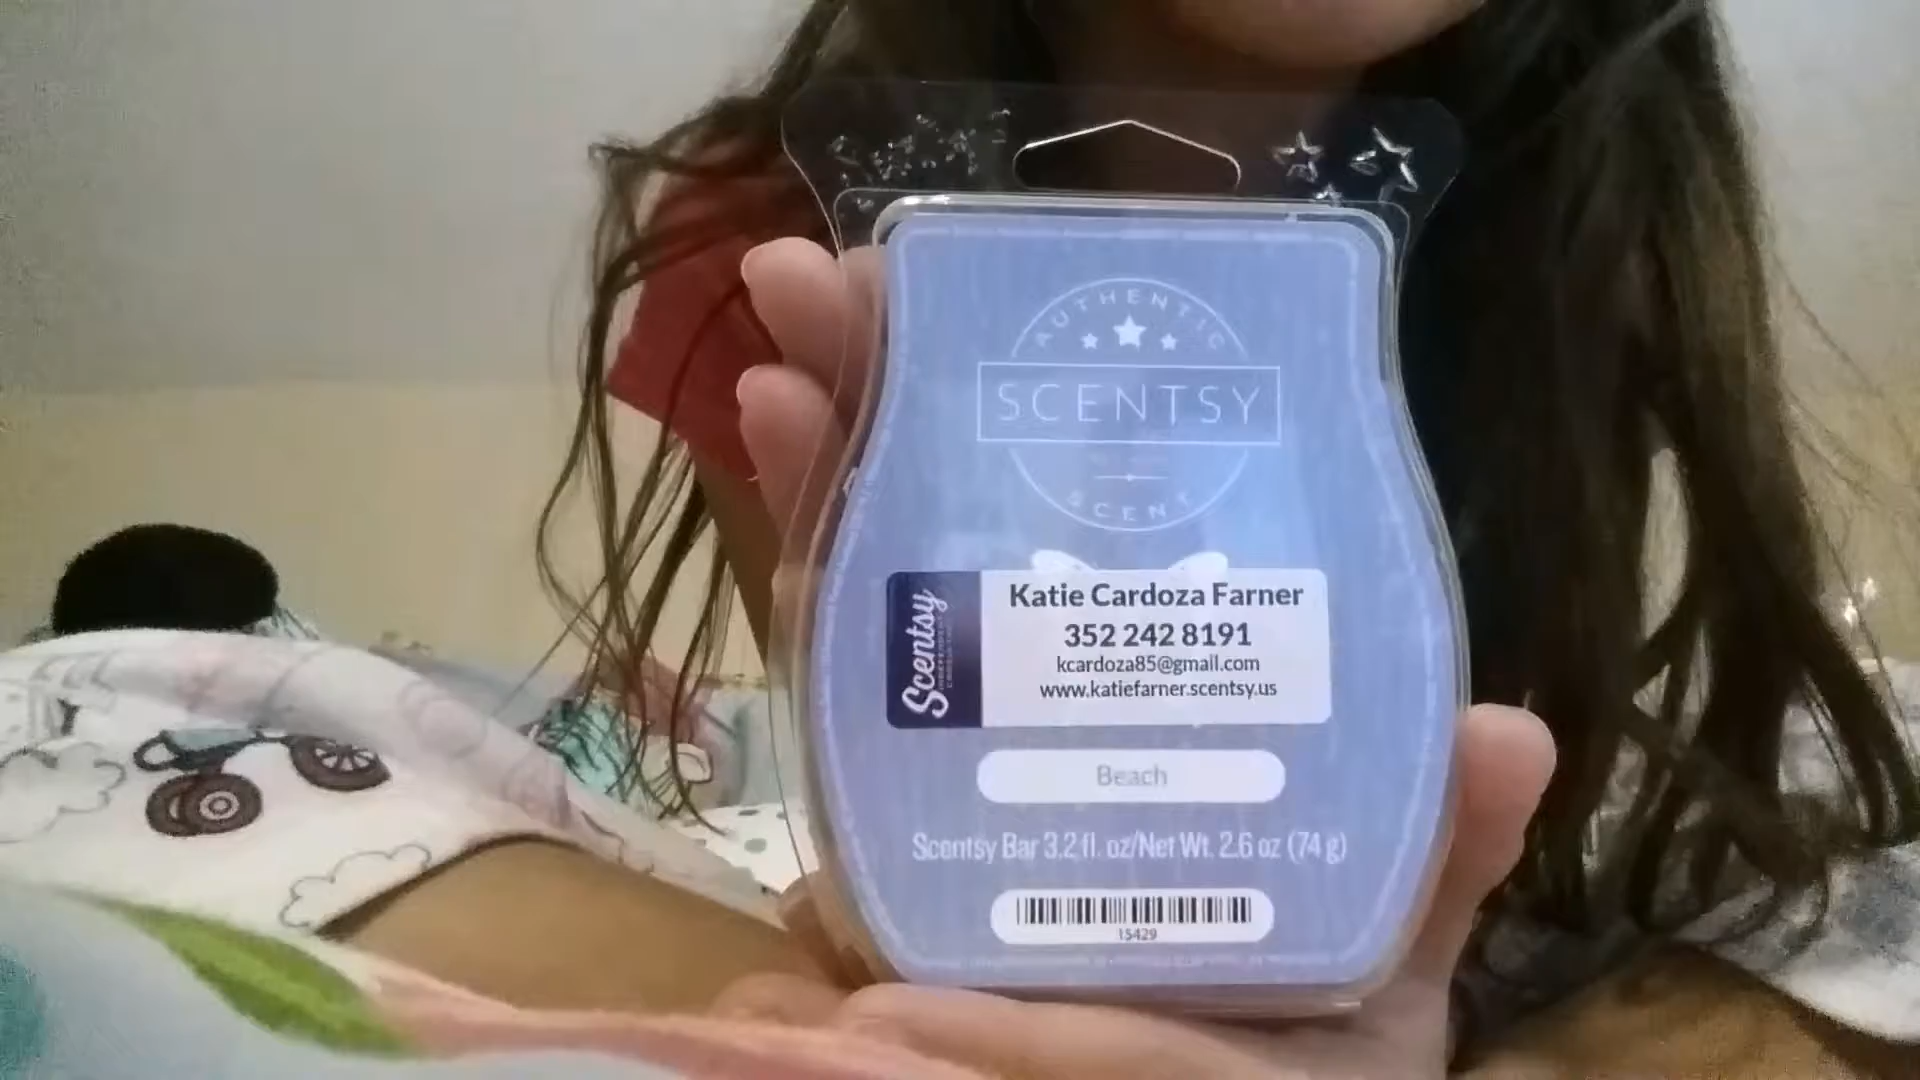 AUTHENTIC
SCENTSY
SCENT
Katie Cardoza Farner
352 242 8191
kcardoza85@gmail.com
www.katiefarner.scentsy.us
Scentsy
Beach
Scentsy Bar 3.2 fl. oz/Net Wt. 2.6 oz (74 g)
15429